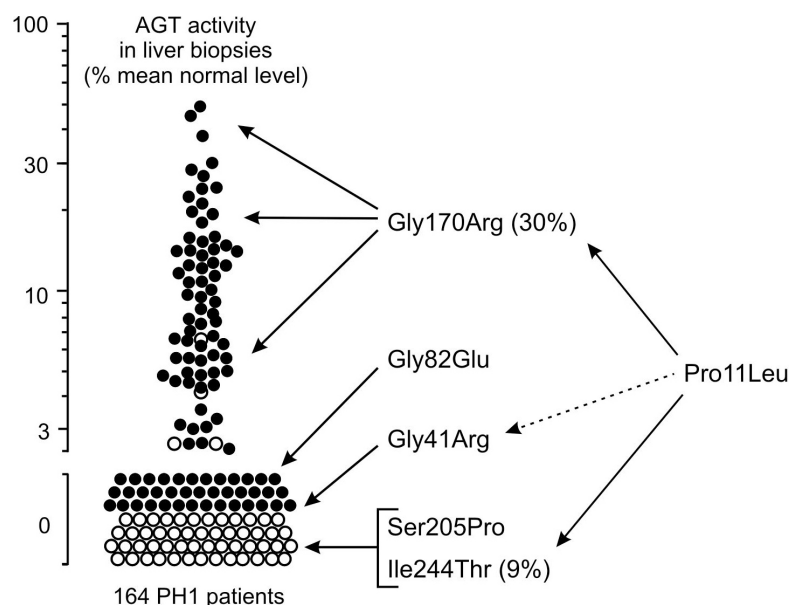 100
AGT activity
in liver biopsies
(% mean normal level)
30
Gly170Arg (30%)
10
Gly82Glu
Pro11Leu
3
Gly41Arg
0
Ser205Pro
Ile244Thr (9%)
164 PH1 patients